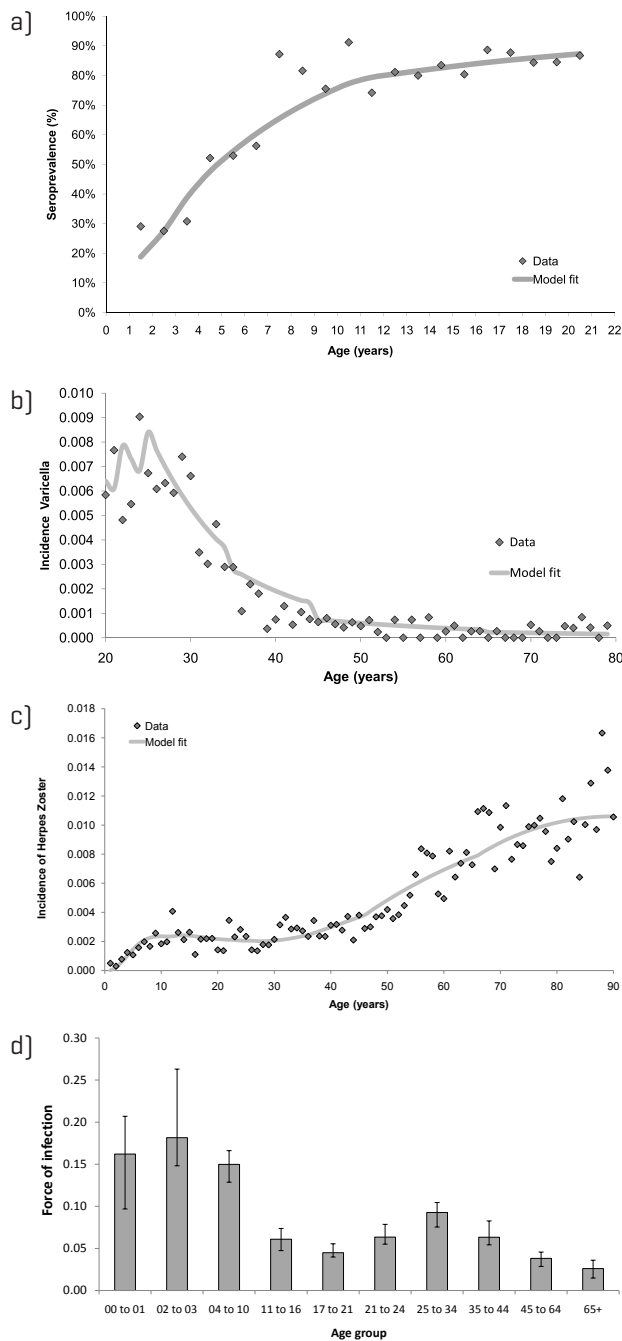 a)
100%
90%
80%
70%
60%
50%
40%
30%
20%
10%
0%
Seroprevalence (%)
Data
Model fit
0 1 2 3 4 5 6 7 8 9 10 11 12 13 14 15 16 17 18 19 20 21 22
Age (years)
b)
0.010
0.009
0.008
0.007
0.006
0.005
0.004
0.003
0.002
0.001
0.000
Incidence Varicella
Data
Model fit
20 30 40 50 60 70 80
Age (years)
c)
0.018
0.016
0.014
0.012
0.010
0.008
0.006
0.004
0.002
0.000
Incidence of Herpes Zoster
Data
Model fit
0 10 20 30 40 50 60 70 80 90
Age (years)
d)
0.30
0.25
0.20
0.15
0.10
0.05
0.00
Force of infection
00 to 01 02 to 03 04 to 10 11 to 16 17 to 21 21 to 24 25 to 34 35 to 44 45 to 64 65+
Age group